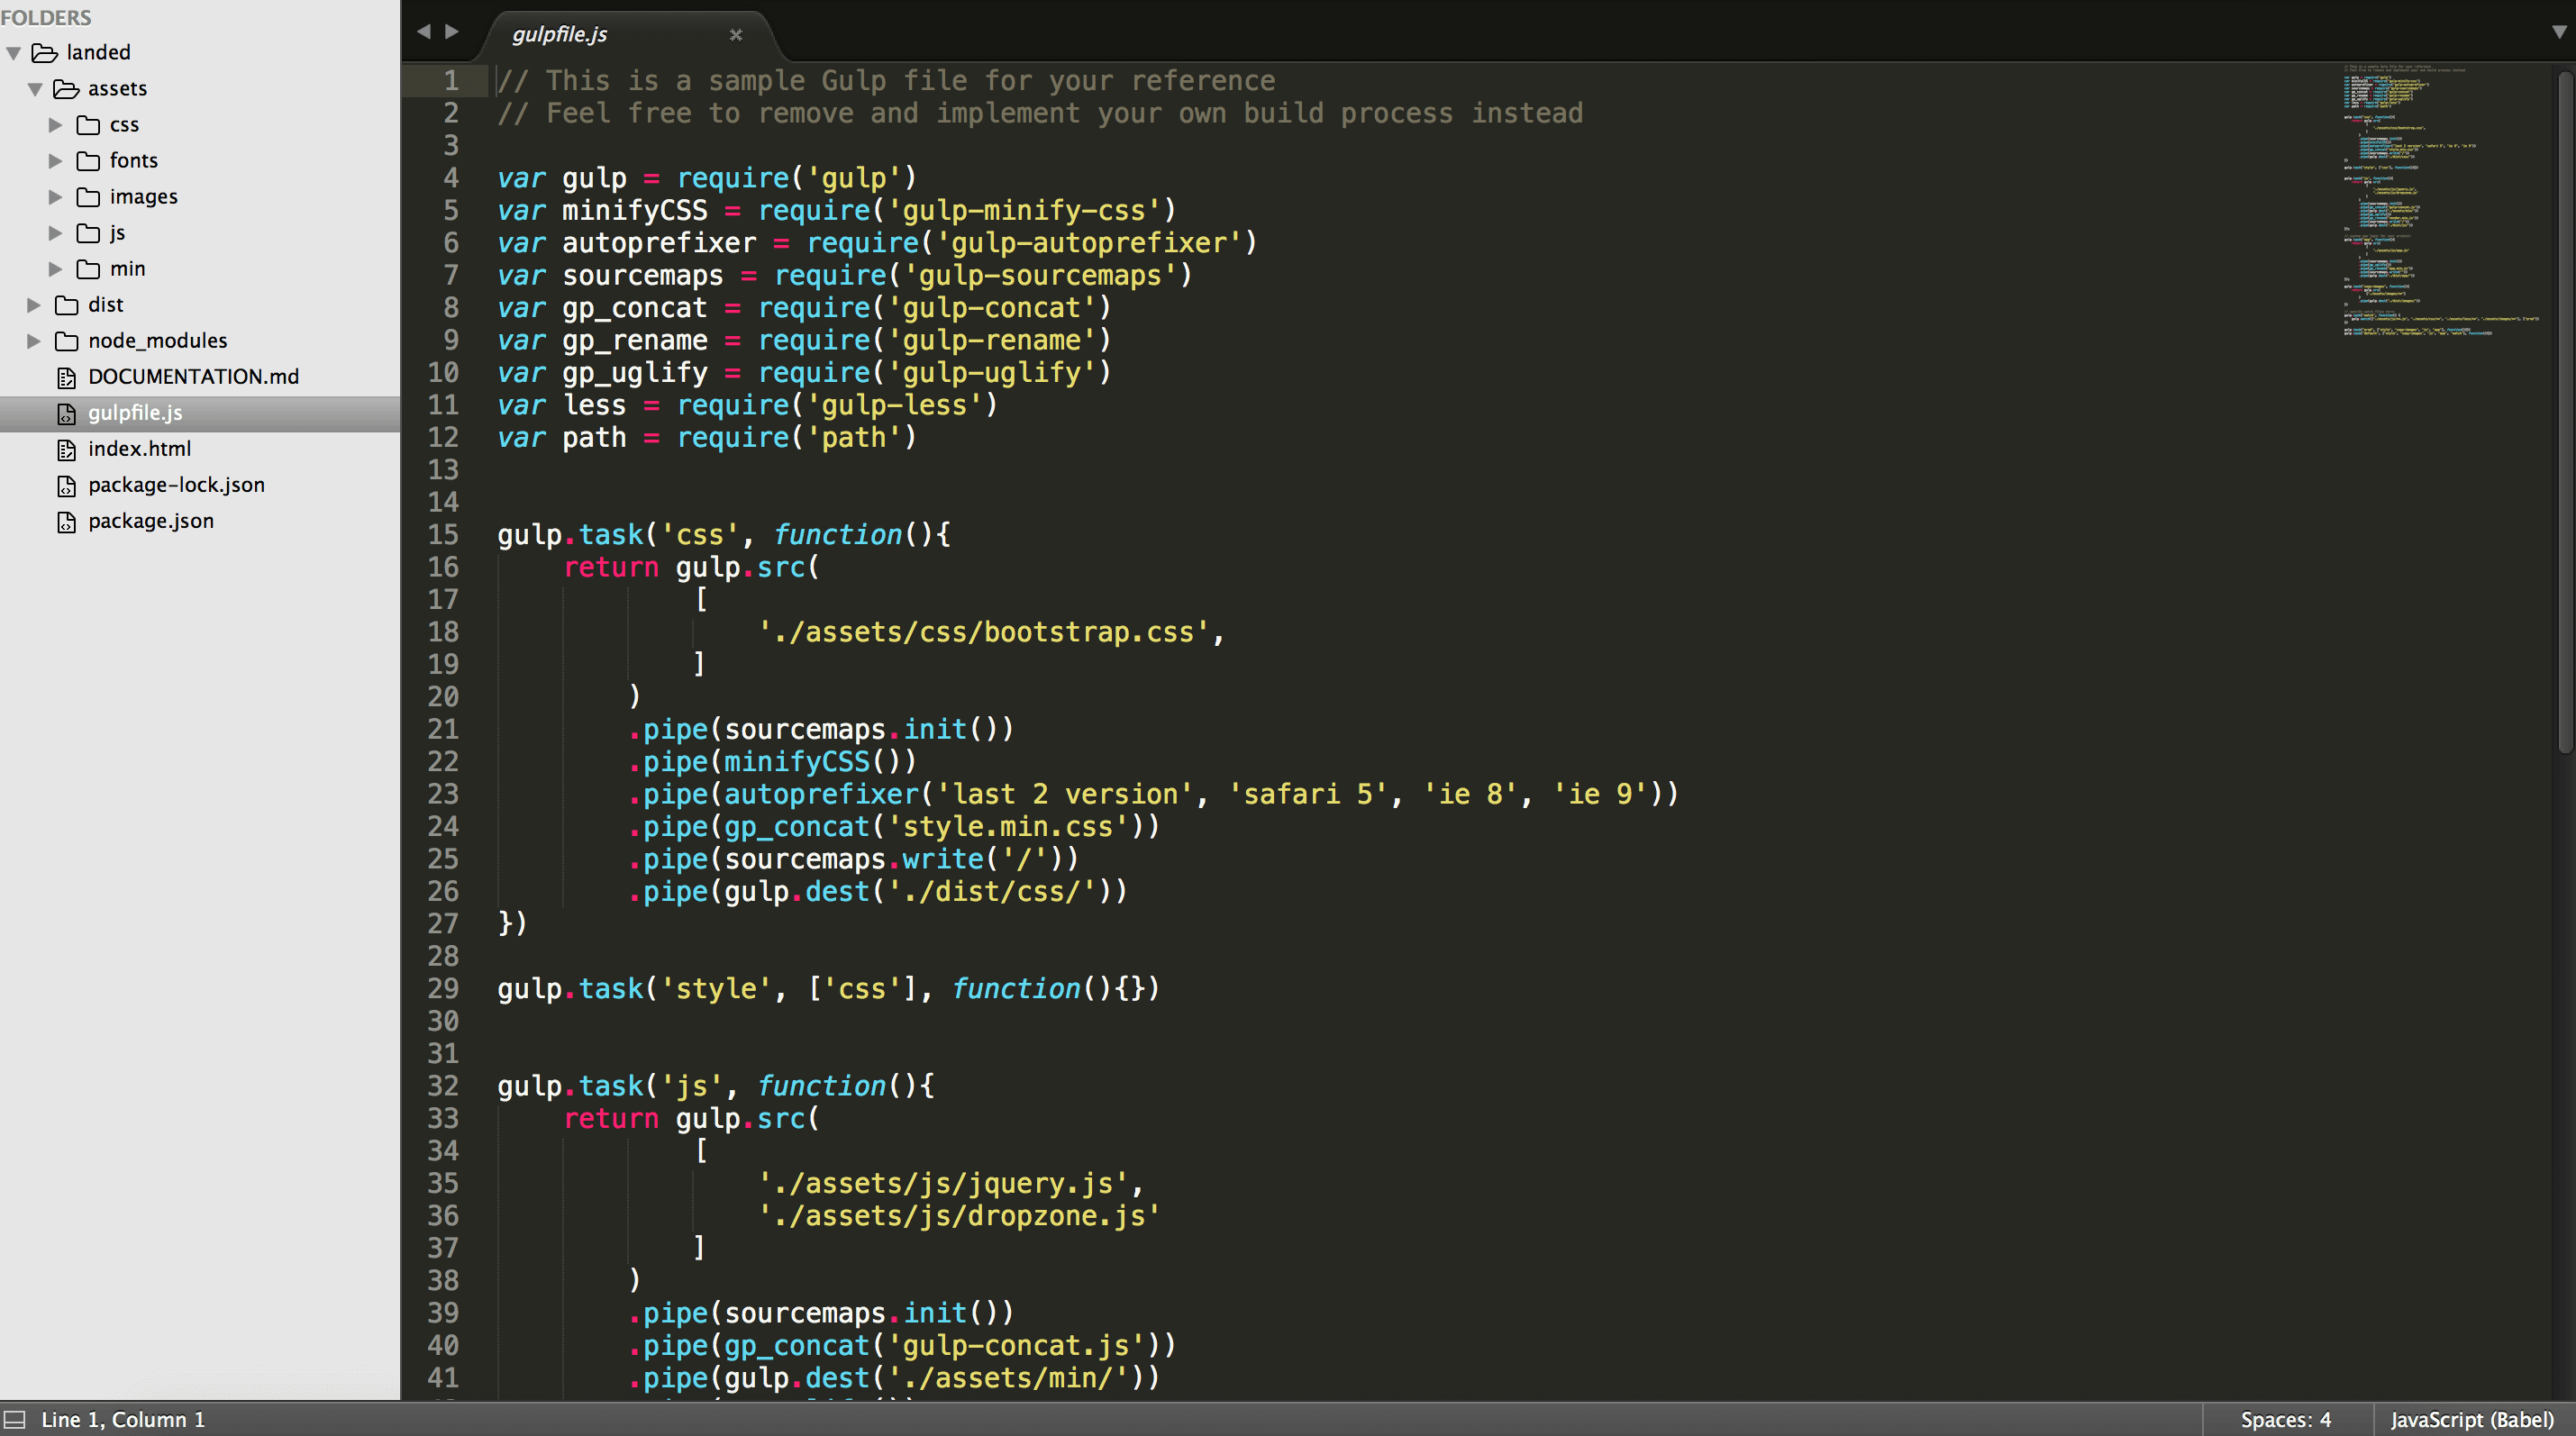 FOLDERS
landed
assets
css
fonts
images
js
min
dist
node_modules
DOCUMENTATION.md
gulpfile.js
index.html
package-lock.json
package.json
gulpfile.js
1 // This is a sample Gulp file for your reference
2 // Feel free to remove and implement your own build process instead
3
4 var gulp = require('gulp')
5 var minifyCSS = require('gulp-minify-css')
6 var autoprefixer = require('gulp-autoprefixer')
7 var sourcemaps = require('gulp-sourcemaps')
8 var gp_concat = require('gulp-concat')
9 var gp_rename = require('gulp-rename')
10 var gp_uglify = require('gulp-uglify')
11 var less = require('gulp-less')
12 var path = require('path')
13
14
15 gulp.task('css', function(){
16     return gulp.src(
17             [
18                 './assets/css/bootstrap.css',
19             ]
20         )
21         .pipe(sourcemaps.init())
22         .pipe(minifyCSS())
23         .pipe(autoprefixer('last 2 version', 'safari 5', 'ie 8', 'ie 9'))
24         .pipe(gp_concat('style.min.css'))
25         .pipe(sourcemaps.write('/'))
26         .pipe(gulp.dest('./dist/css/'))
27 })
28
29 gulp.task('style', ['css'], function(){})
30
31
32 gulp.task('js', function(){
33     return gulp.src(
34             [
35                 './assets/js/jquery.js',
36                 './assets/js/dropzone.js'
37             ]
38         )
39         .pipe(sourcemaps.init())
40         .pipe(gp_concat('gulp-concat.js'))
41         .pipe(gulp.dest('./assets/min/'))
Line 1, Column 1
Spaces: 4
JavaScript (Babel)